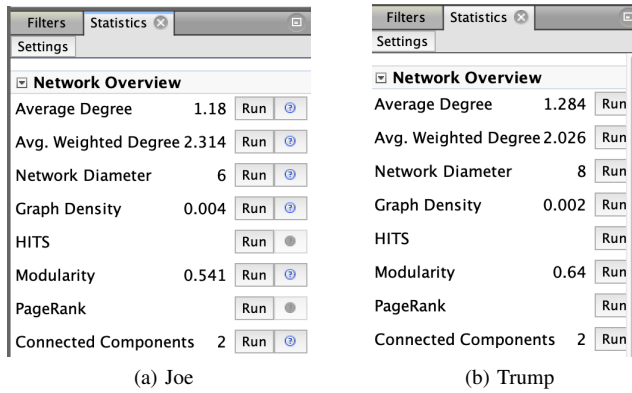 Filters Statistics
Settings
Network Overview
Average Degree 1.18 Run
Avg. Weighted Degree 2.314 Run
Network Diameter 6 Run
Graph Density 0.004 Run
HITS Run
Modularity 0.541 Run
PageRank Run
Connected Components 2 Run
(a) Joe
Filters Statistics
Settings
Network Overview
Average Degree 1.284 Run
Avg. Weighted Degree 2.026 Run
Network Diameter 8 Run
Graph Density 0.002 Run
HITS Run
Modularity 0.64 Run
PageRank Run
Connected Components 2 Run
(b) Trump